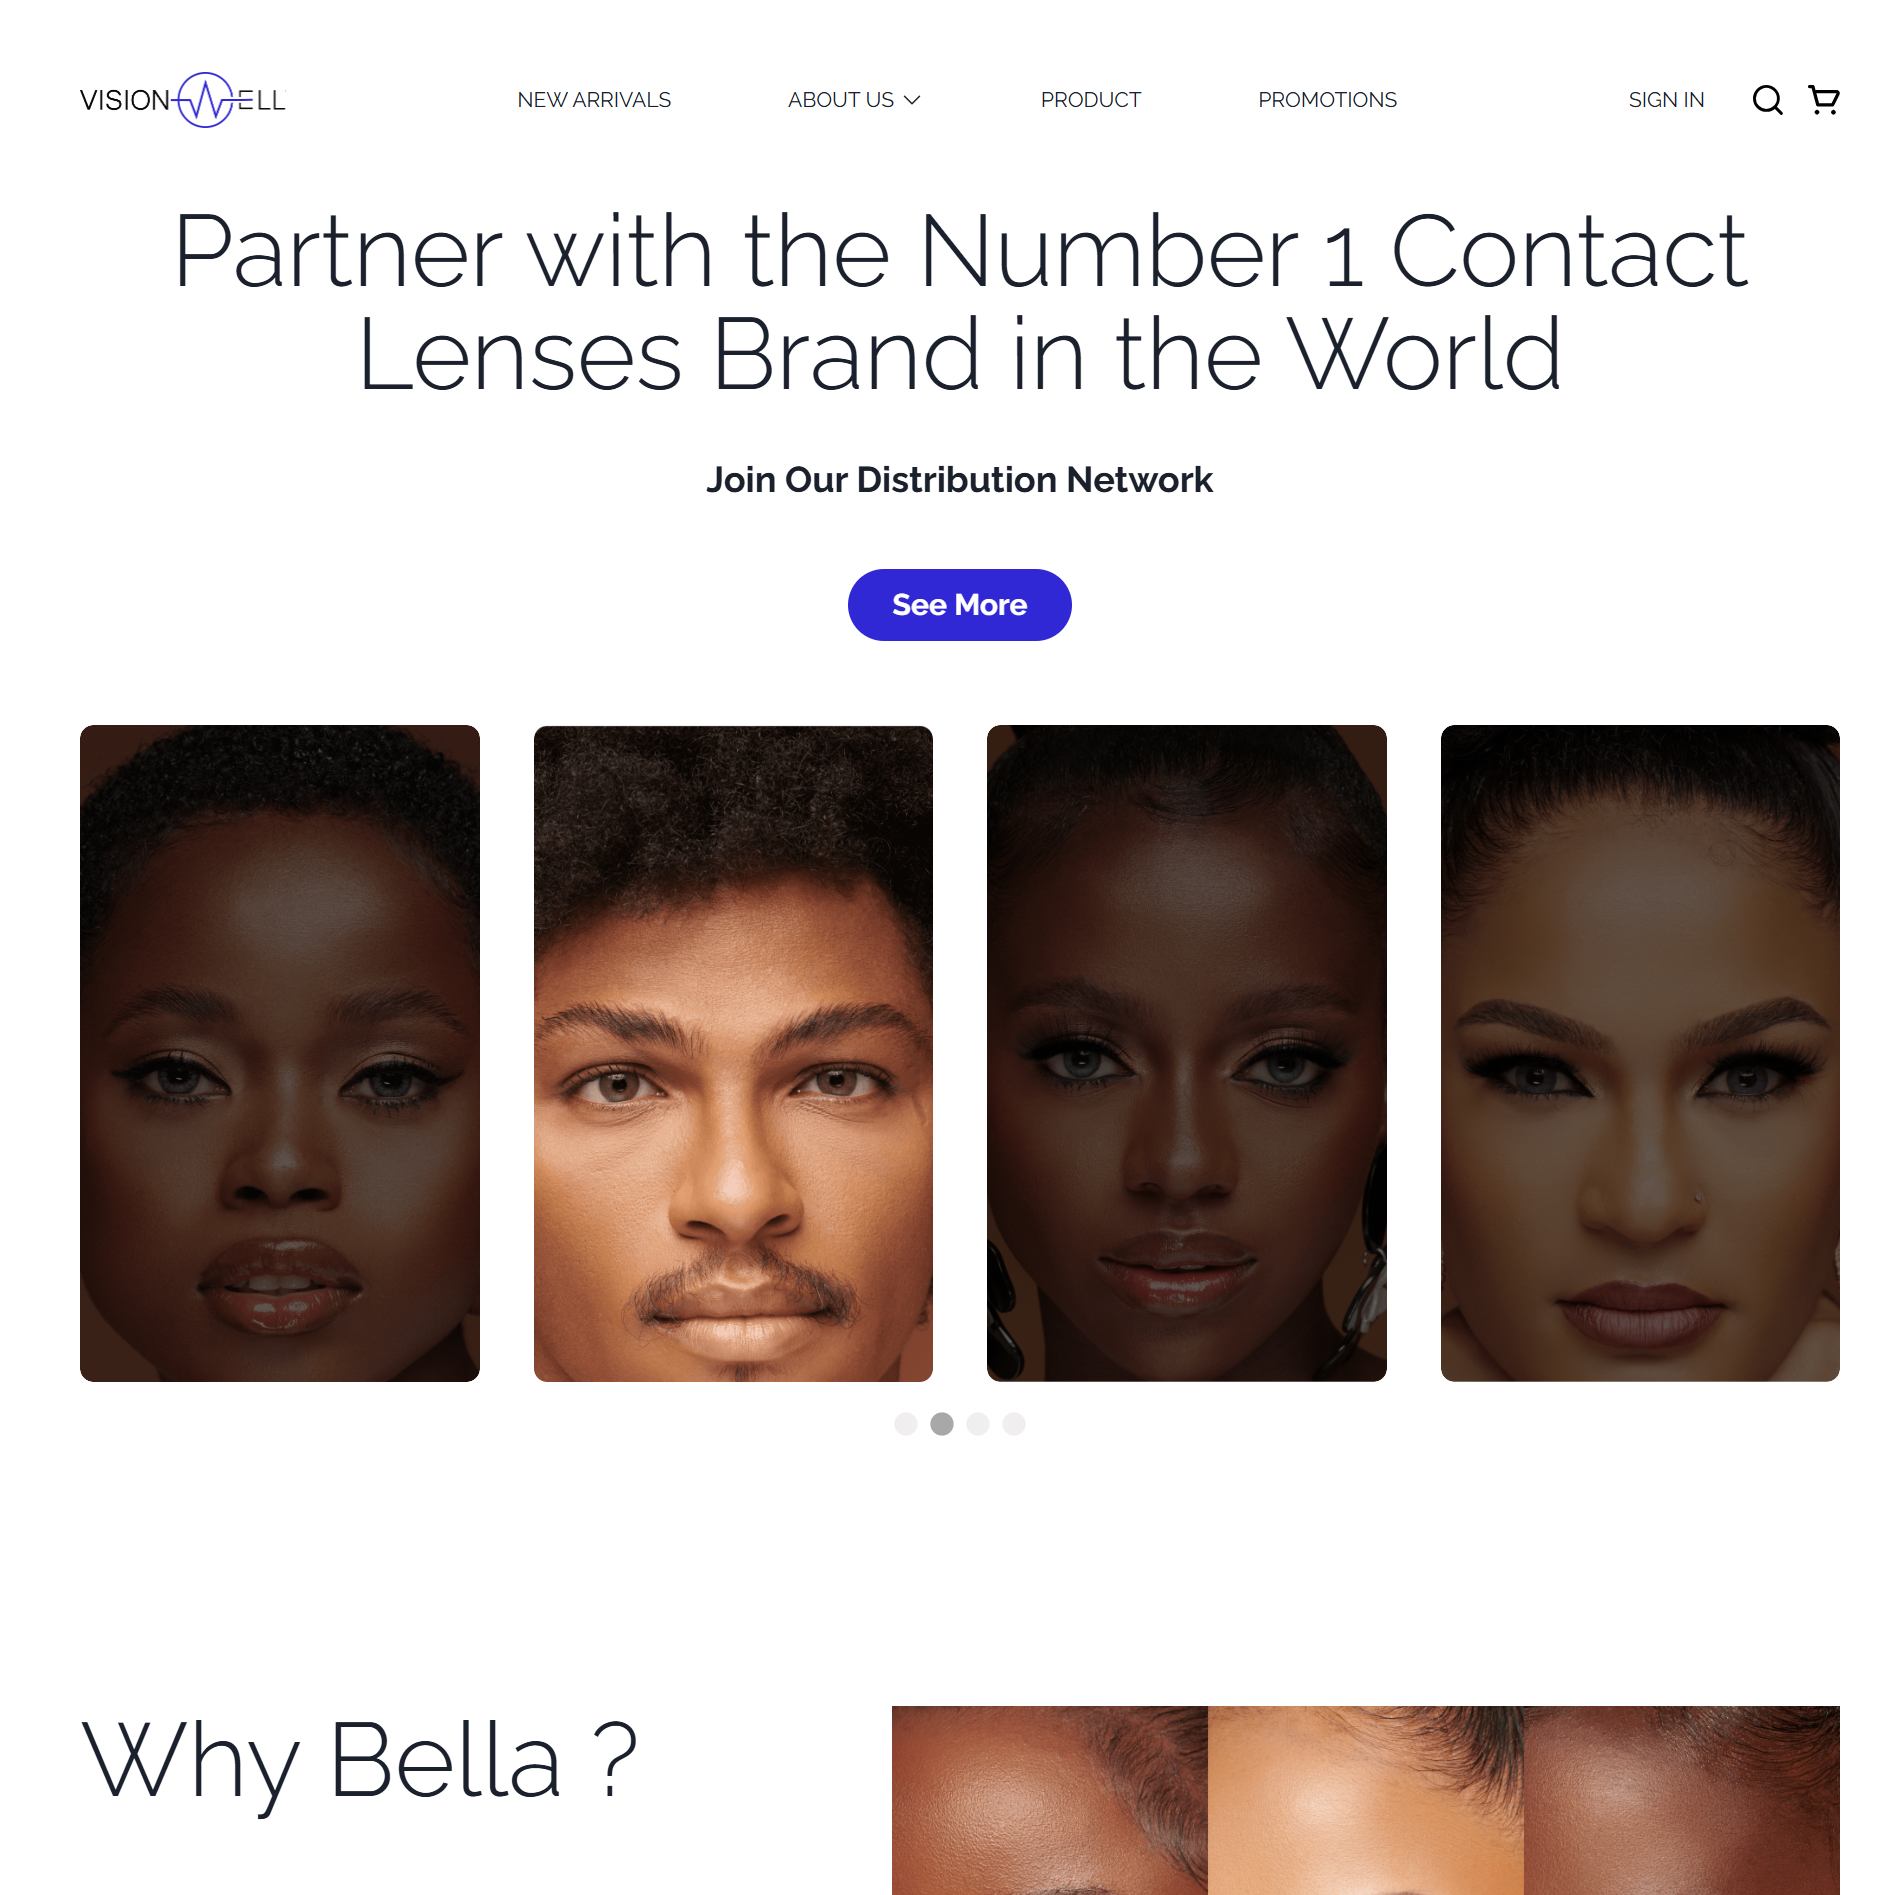 VISIONWELL
NEW ARRIVALS
ABOUT US
PRODUCT
PROMOTIONS
SIGN IN
Partner with the Number 1 Contact
Lenses Brand in the World
Join Our Distribution Network
See More
Why Bella ?